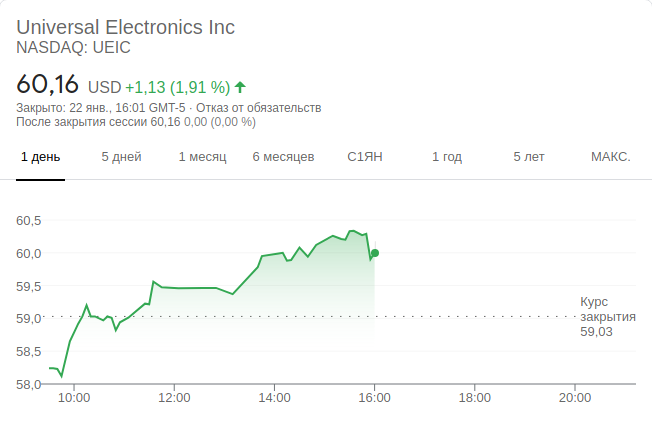 Universal Electronics Inc
NASDAQ: UEIC
60,16 USD +1,13 (1,91 %)
Закрыто: 22 янв., 16:01 GMT-5 · Отказ от обязательств
После закрытия сессии 60,16 0,00 (0,00 %)
1 день 5 дней 1 месяц 6 месяцев С1ЯН 1 год 5 лет МАКС.
60,5
60,0
59,5
59,0
58,5
58,0
Курс
закрытия
59,03
10:00 12:00 14:00 16:00 18:00 20:00